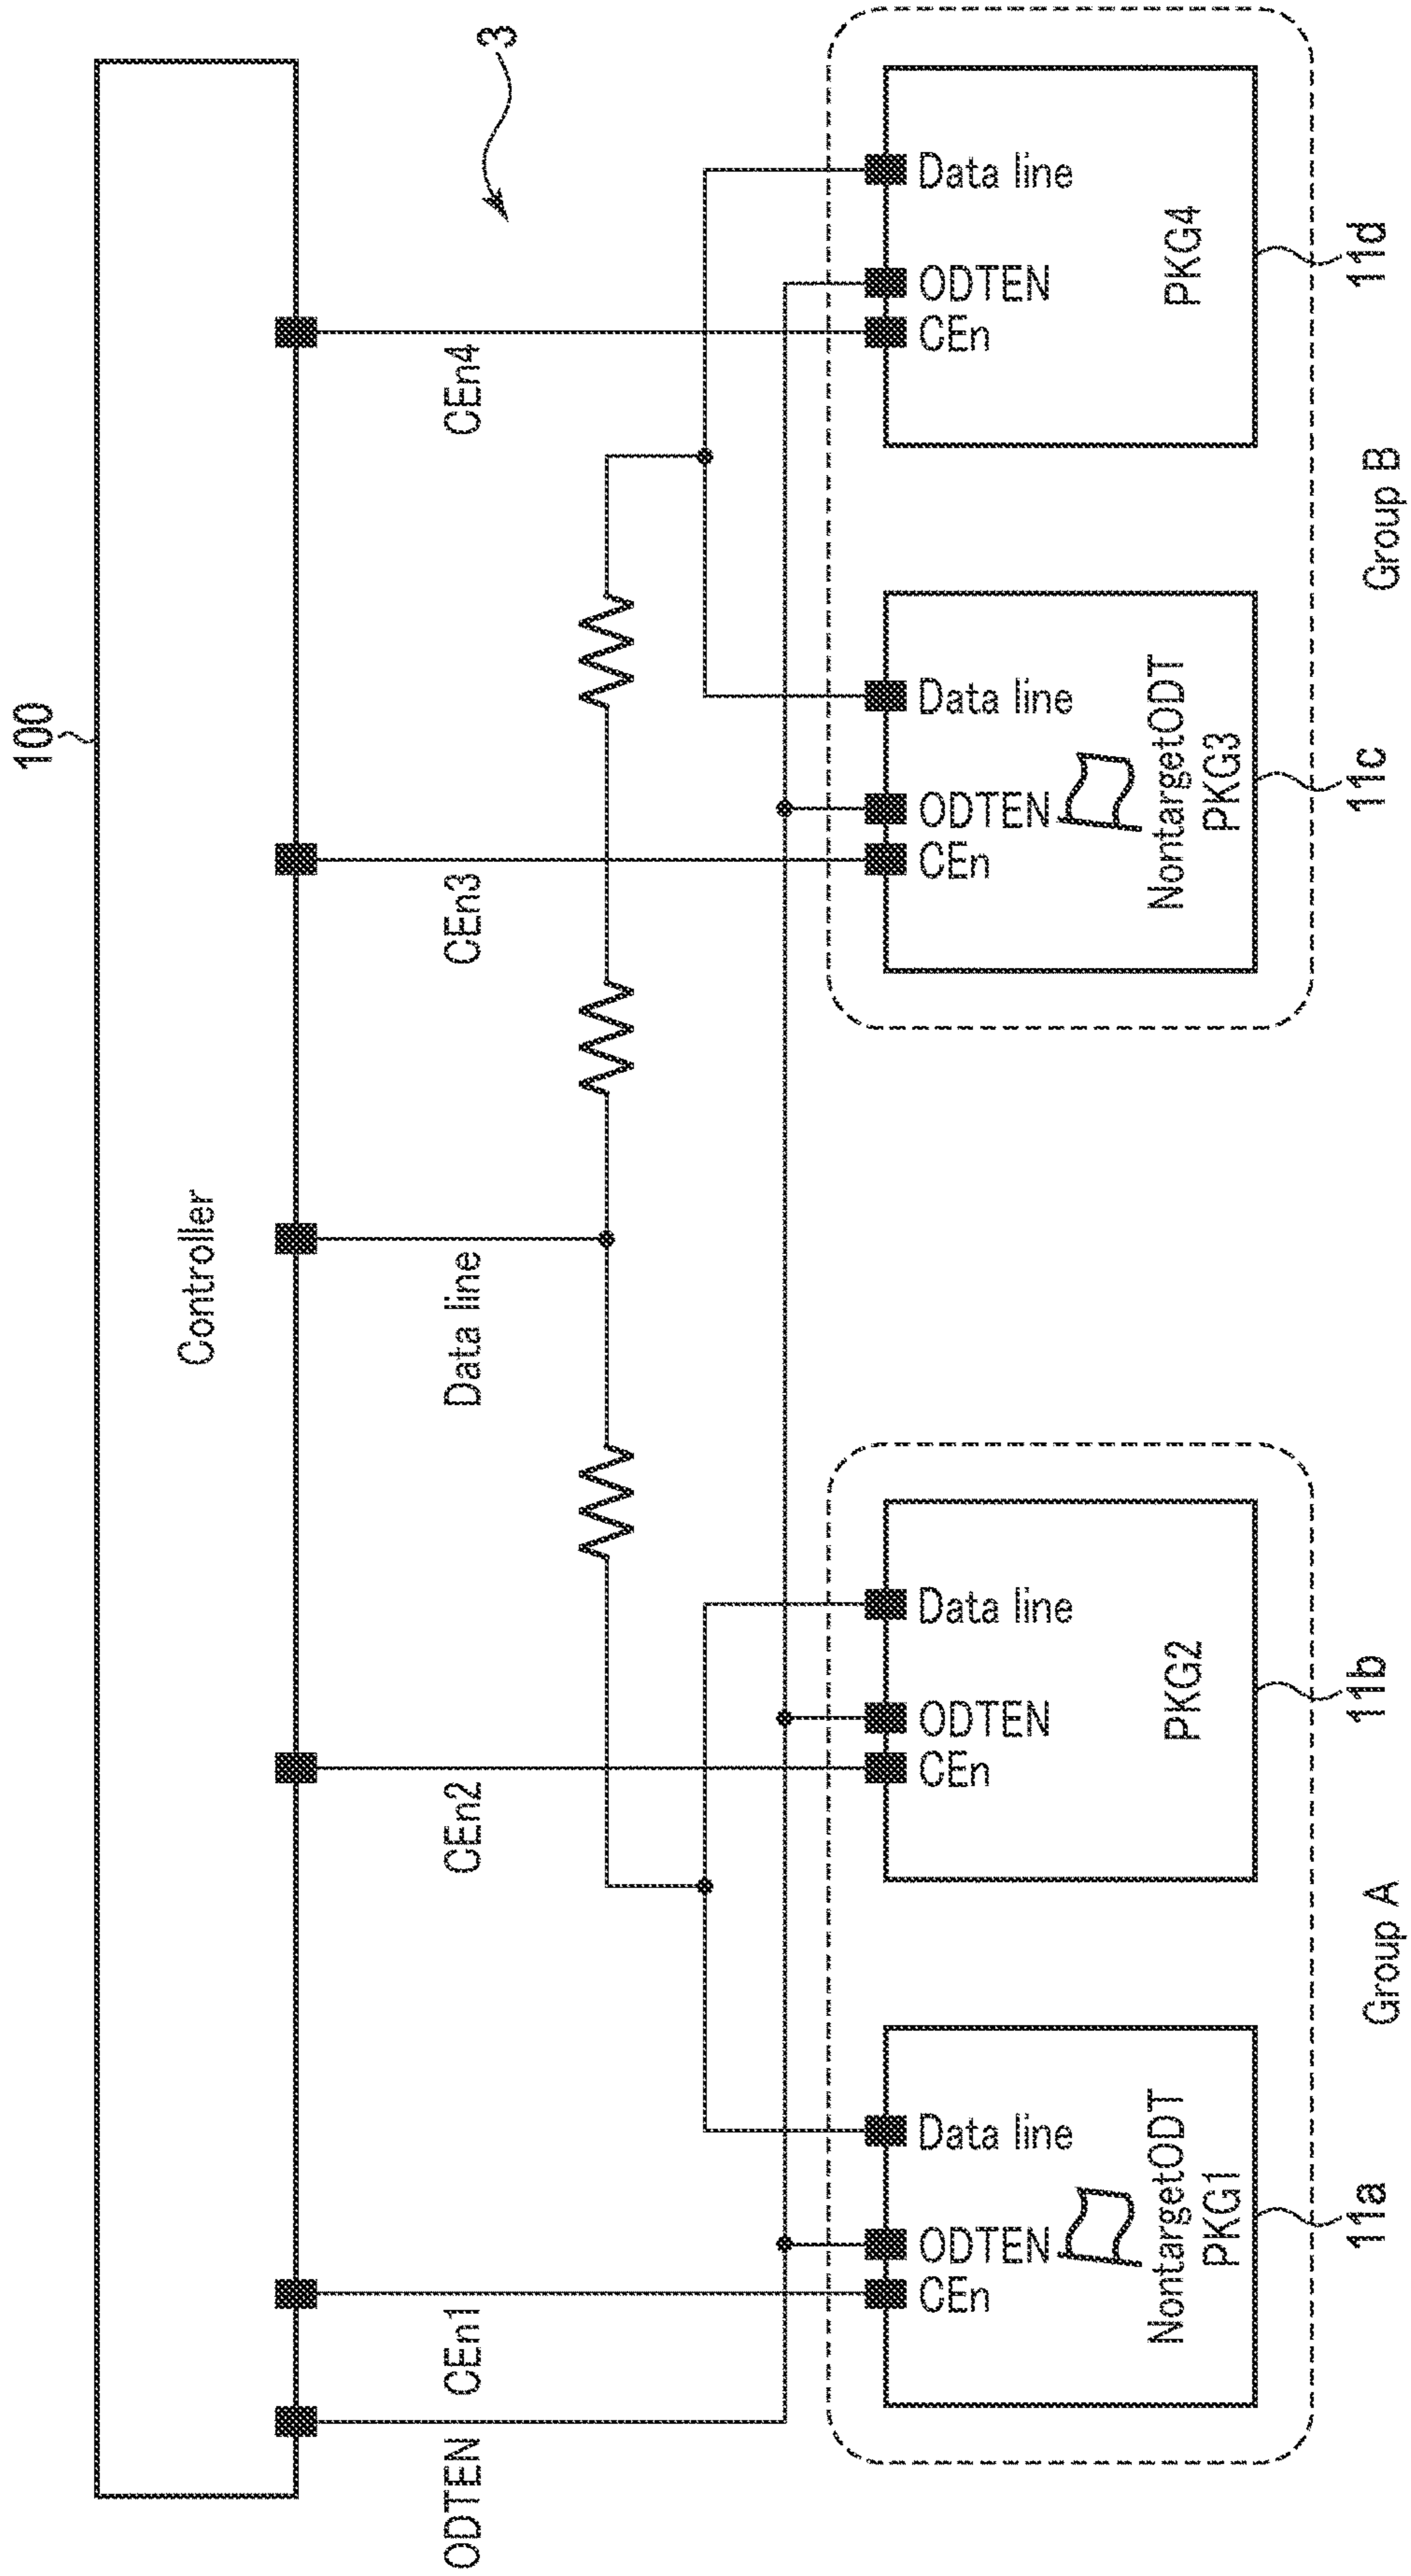 100
Controller
3
ODTEN
CEn1
CEn2
Data line
CEn3
CEn4
CEn
ODTEN
Data line
NontargetODT
PKG1
11a
CEn
ODTEN
Data line
PKG2
11b
Group A
CEn
ODTEN
Data line
NontargetODT
PKG3
11c
CEn
ODTEN
Data line
PKG4
11d
Group B